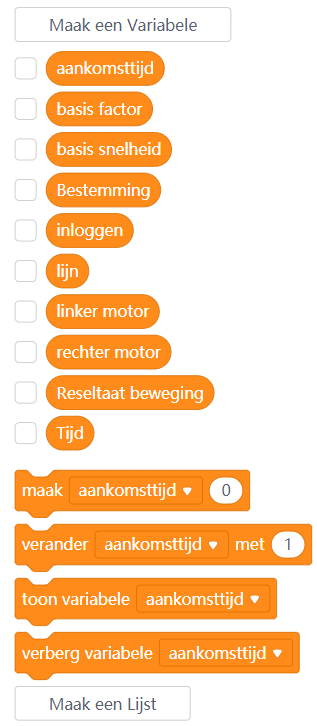 Maak een Variabele
aankomsttijd
basis factor
basis snelheid
Bestemming
inloggen
lijn
linker motor
rechter motor
Reseltaat beweging
Tijd
maak aankomsttijd 0
verander aankomsttijd met 1
toon variabele aankomsttijd
verberg variabele aankomsttijd
Maak een Lijst